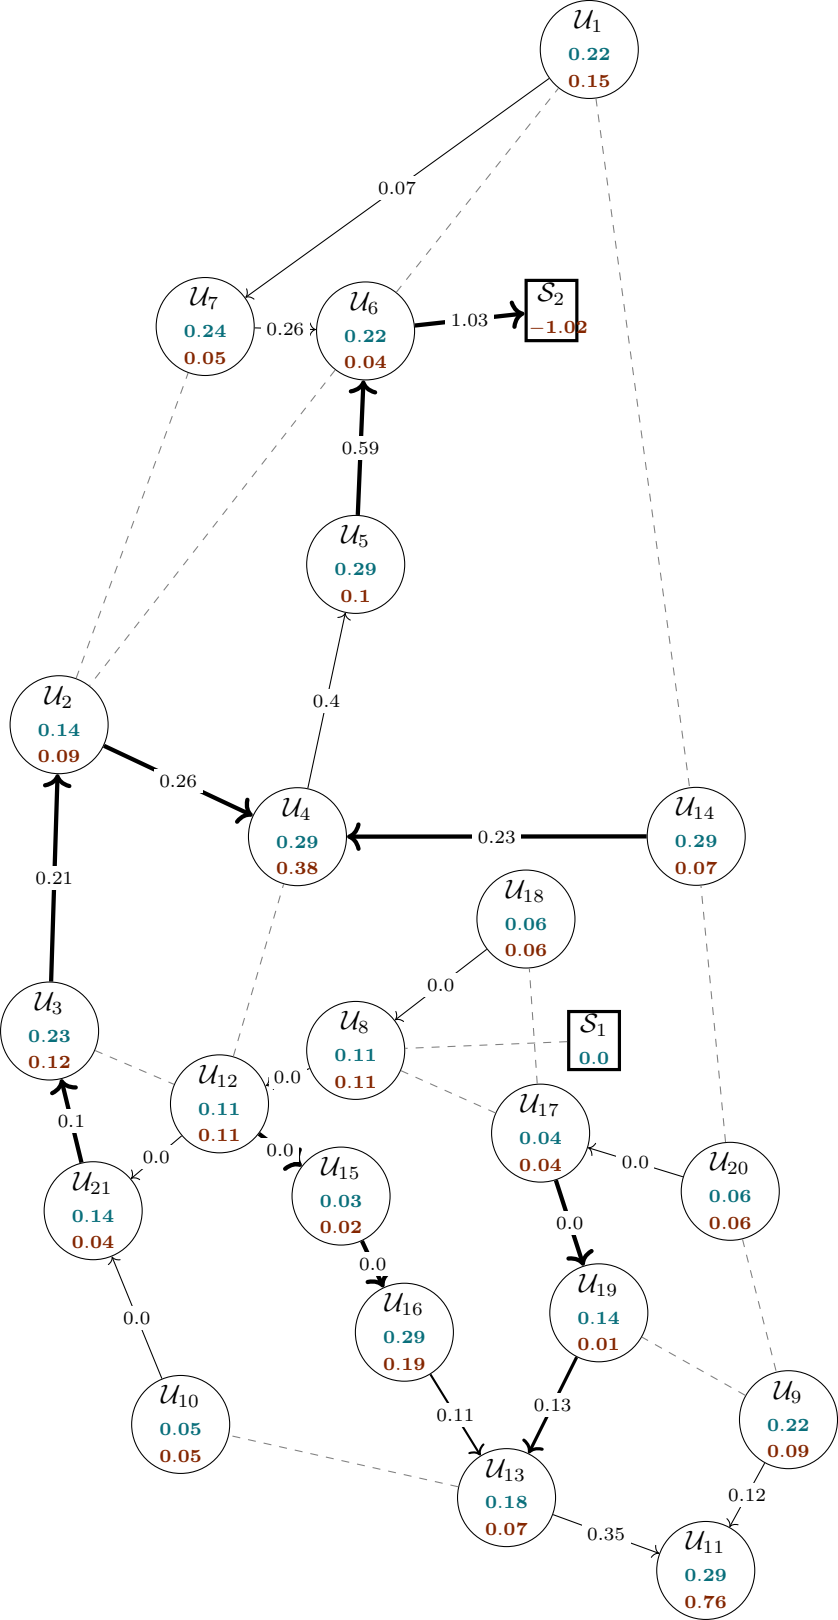 𝒰₁
0.22
0.15
0.07
𝒰₇
0.24
0.05
0.26
𝒰₆
0.22
0.04
1.03
𝒮₂
−1.02
0.59
𝒰₅
0.29
0.1
0.4
𝒰₂
0.14
0.09
0.26
𝒰₄
0.29
0.38
0.23
𝒰₁₄
0.29
0.07
0.21
𝒰₁₈
0.06
0.06
0.0
𝒰₃
0.23
0.12
𝒰₈
0.11
0.11
𝒮₁
0.0
0.0
𝒰₁₂
0.11
0.11
𝒰₁₇
0.04
0.04
0.1
0.0
0.0
0.0
𝒰₂₁
0.14
0.04
𝒰₁₅
0.03
0.02
𝒰₂₀
0.06
0.06
0.0
0.0
𝒰₁₆
0.29
0.19
𝒰₁₉
0.14
0.01
0.0
𝒰₁₀
0.05
0.05
0.11
0.13
𝒰₉
0.22
0.09
𝒰₁₃
0.18
0.07
0.12
0.35
𝒰₁₁
0.29
0.76